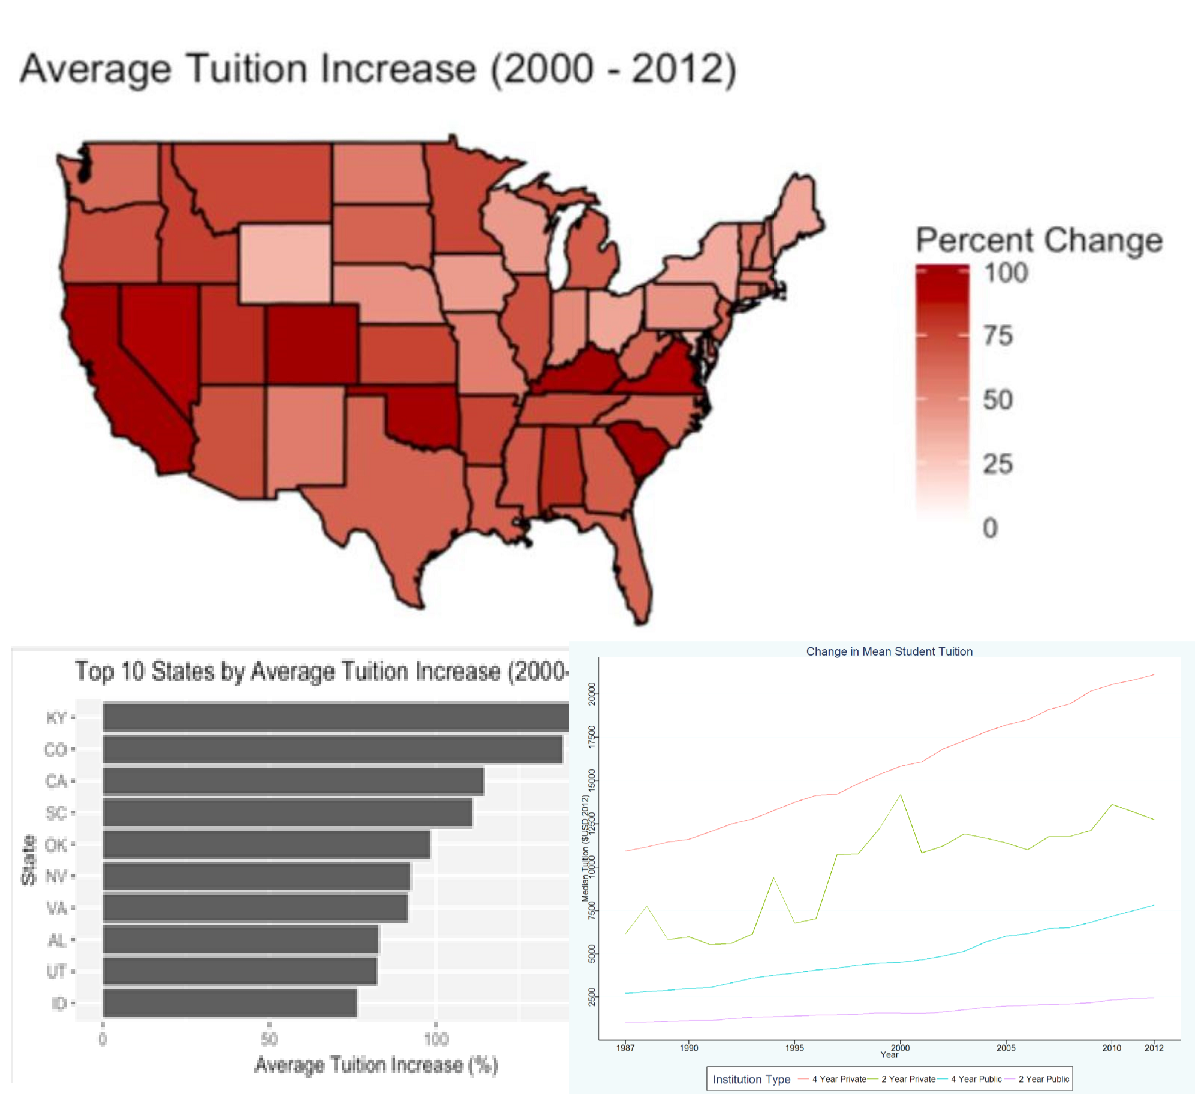 Average Tuition Increase (2000 - 2012)
Percent Change
100
75
50
25
0
Top 10 States by Average Tuition Increase (2000-
State
KY
CO
CA
SC
OK
NV
VA
AL
UT
ID
0 50 100
Average Tuition Increase (%)
Change in Mean Student Tuition
Median Tuition ($USD 2012)
20000
17500
15000
12500
10000
7500
5000
2500
1987 1990 1995 2000 2005 2010 2012
Year
Institution Type 4 Year Private 2 Year Private 4 Year Public 2 Year Public